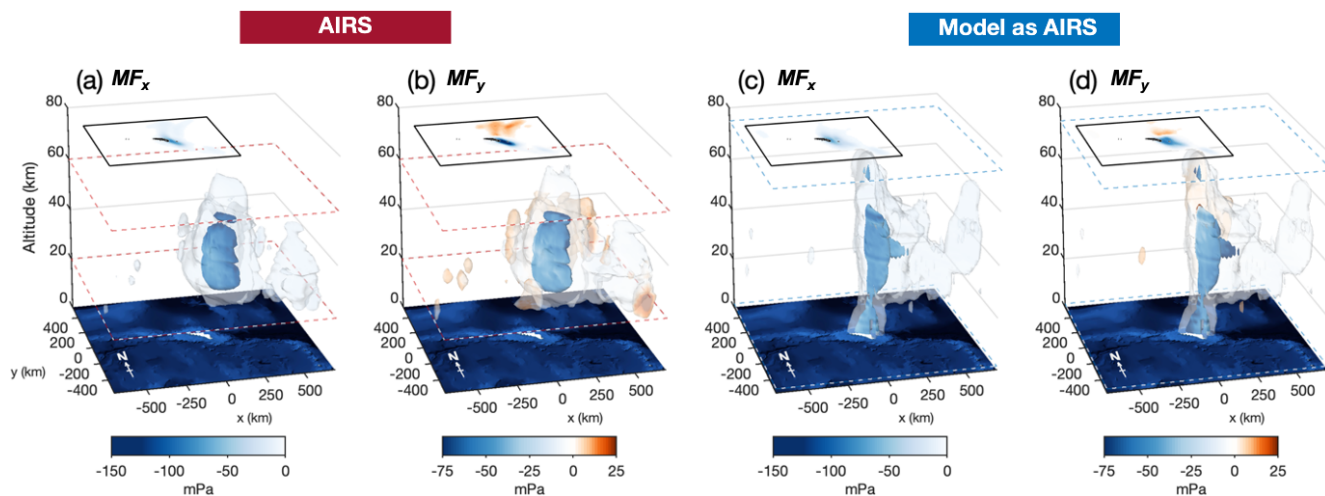 AIRS
Model as AIRS
(a) MFx
(b) MFy
(c) MFx
(d) MFy
80
60
40
20
0
Altitude (km)
400
200
0
-200
-400
y (km)
-500
-250
0
250
500
x (km)
N
80
60
40
20
0
400
200
0
-200
-400
-500
-250
0
250
500
x (km)
N
80
60
40
20
0
400
200
0
-200
-400
-500
-250
0
250
500
x (km)
N
80
60
40
20
0
400
200
0
-200
-400
-500
-250
0
250
500
x (km)
N
-150 -100 -50 0
mPa
-75 -50 -25 0 25
mPa
-150 -100 -50 0
mPa
-75 -50 -25 0 25
mPa